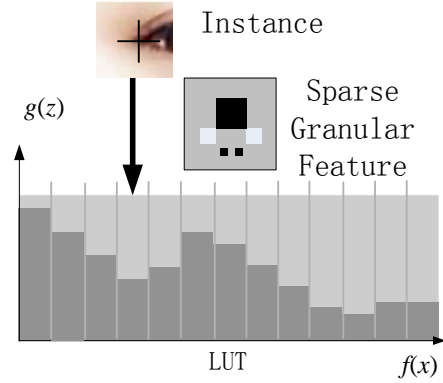 Instance
g(z)
Sparse
Granular
Feature
LUT
f(x)